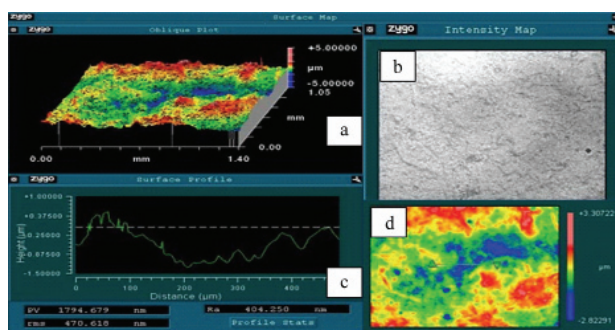 Surface Map
zygo
Oblique Plot
+5.00000
µm
-5.00000
1.05
mm
0.00
0.00
mm
1.40
a
zygo
Intensity Map
b
zygo
Surface Profile
+1.00000
+0.37500
-0.25000
-0.87500
-1.50000
Height (µm)
0
100
200
300
400
Distance (µm)
c
PV
1794.679
nm
rms
470.618
nm
Ra
404.250
nm
Profile Stats
d
+3.30722
µm
-2.82291